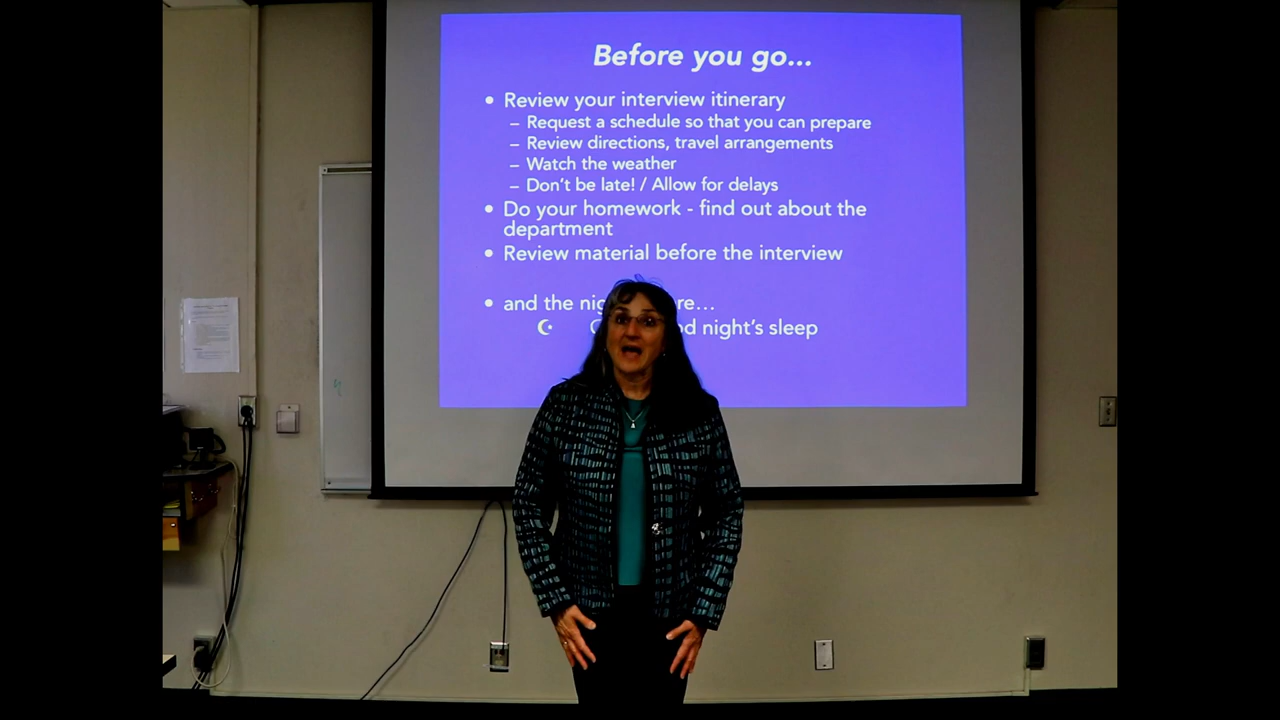 Before you go...
• Review your interview itinerary
– Request a schedule so that you can prepare
– Review directions, travel arrangements
– Watch the weather
– Don't be late! / Allow for delays
• Do your homework - find out about the
department
• Review material before the interview
• and the
night's sleep